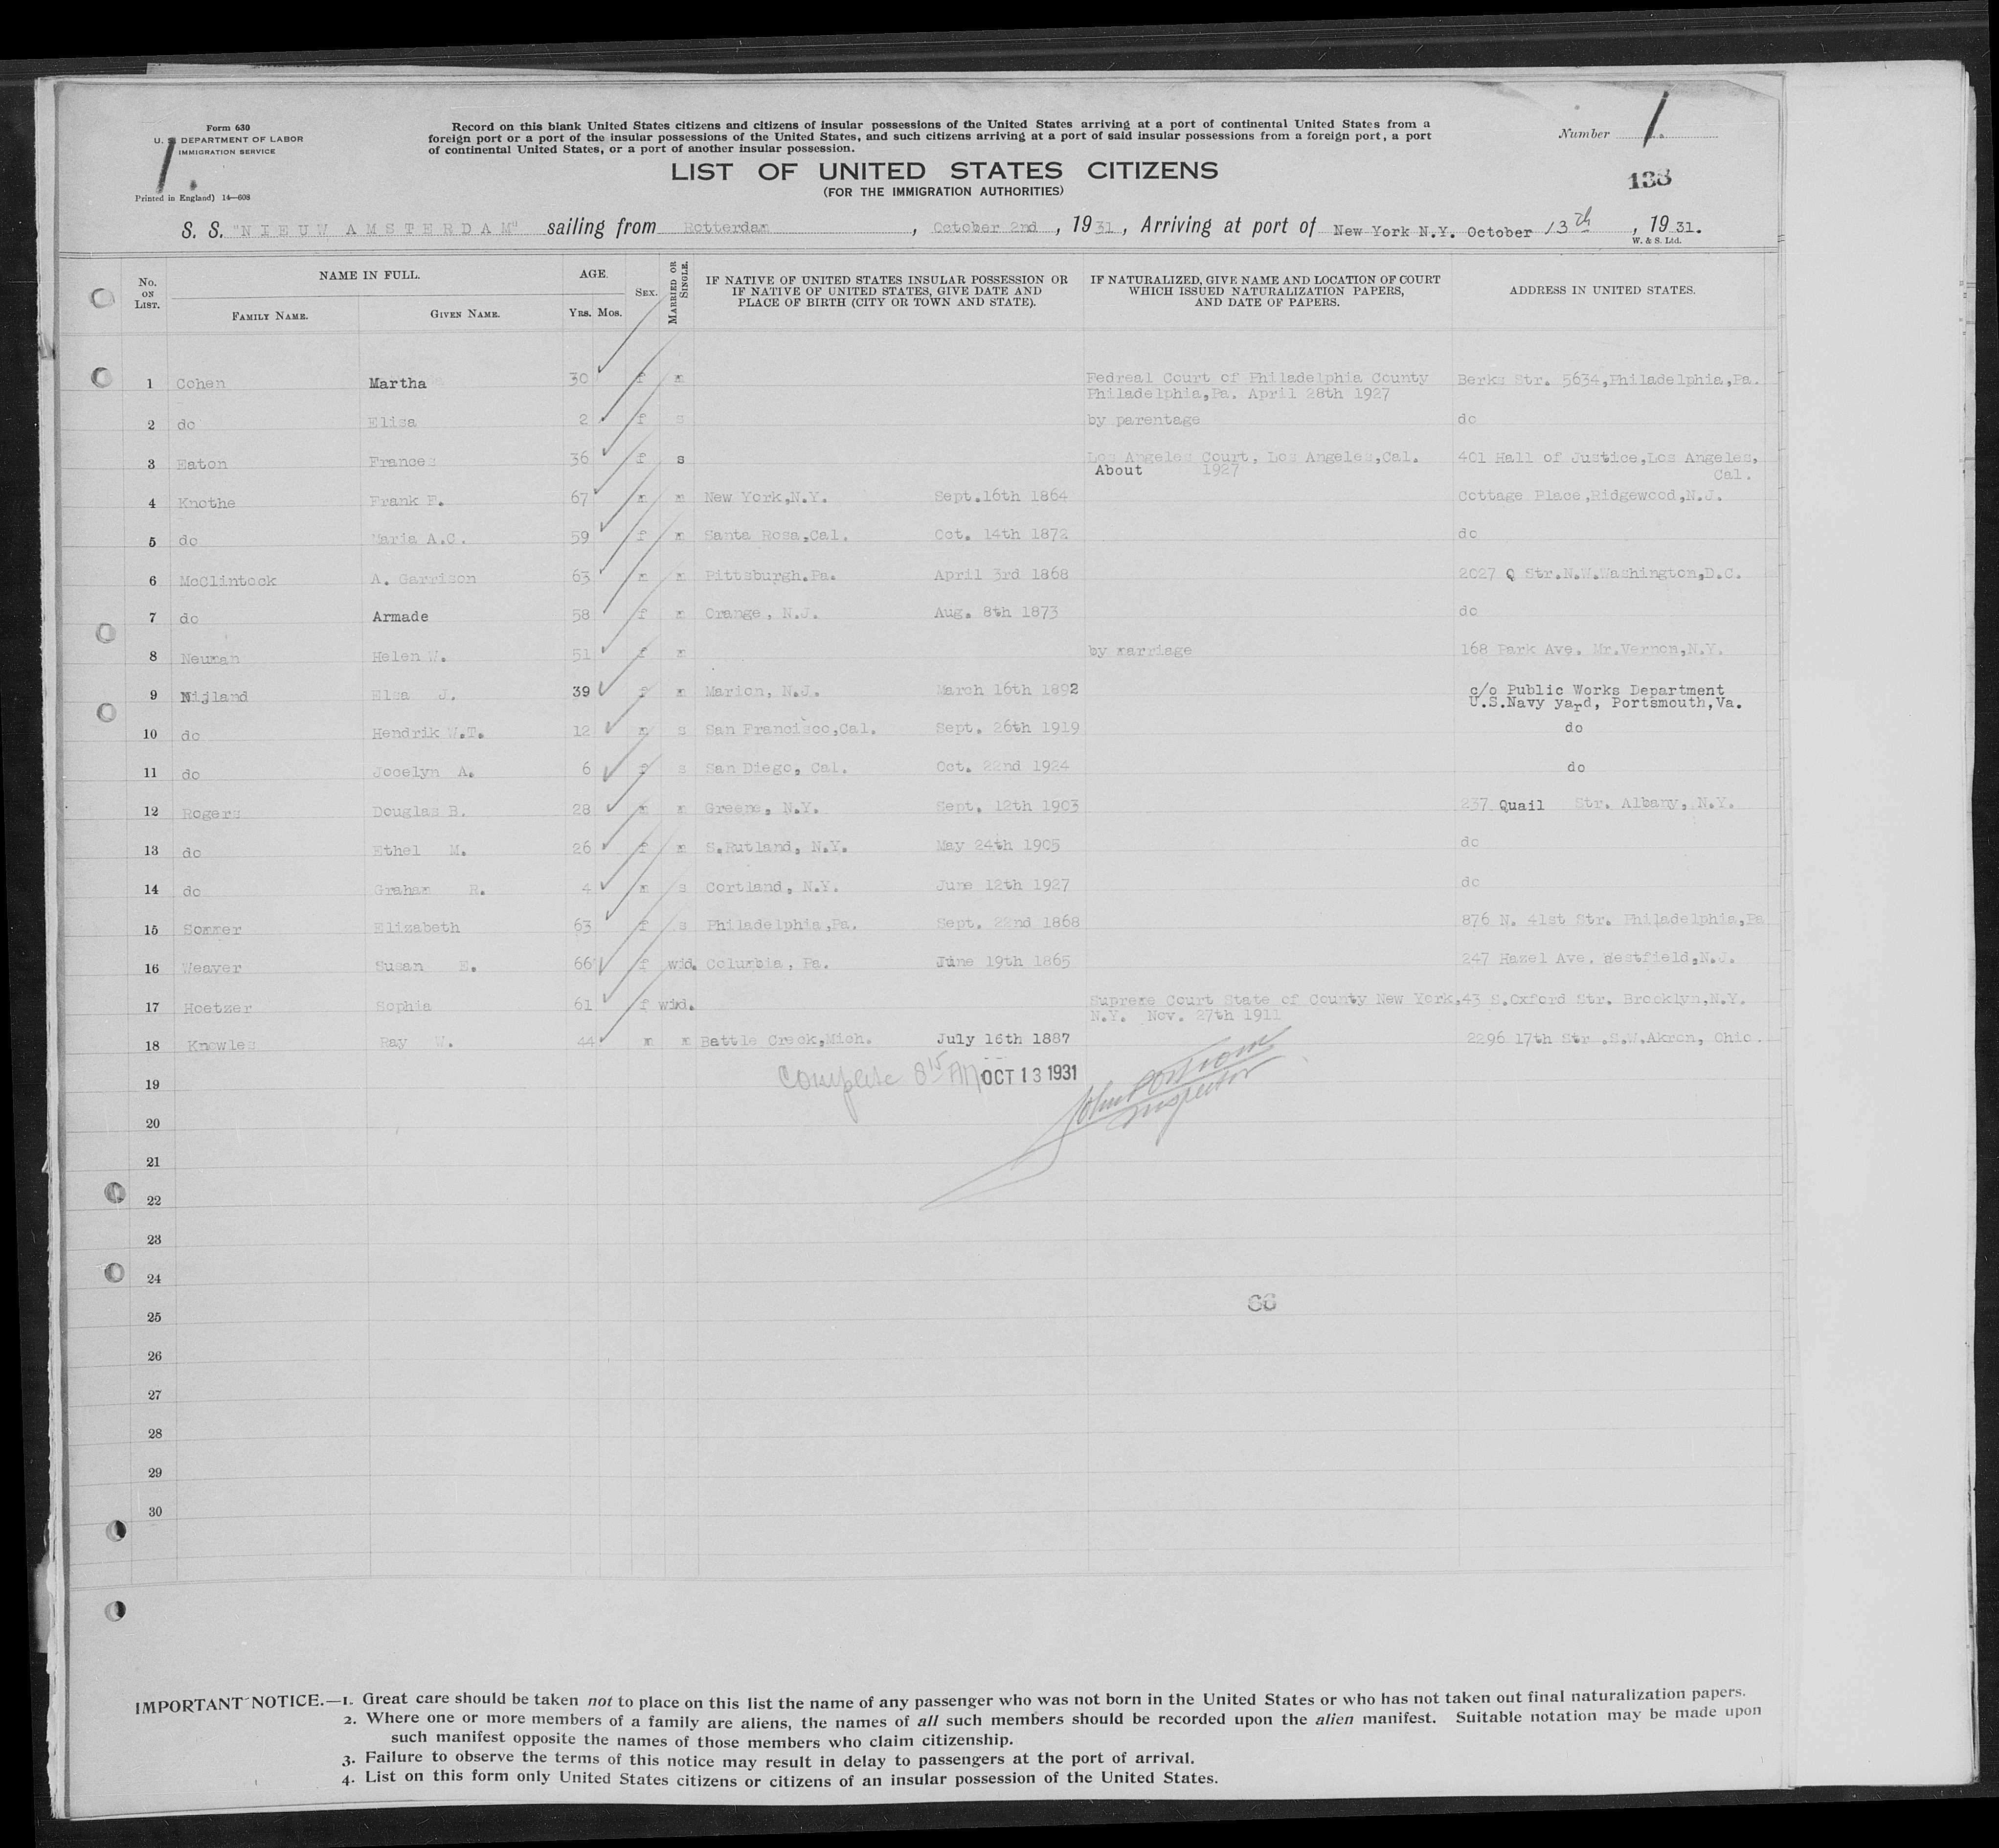 Form 630
U. S. DEPARTMENT OF LABOR
IMMIGRATION SERVICE
Printed in England) 14—608
Record on this blank United States citizens and citizens of insular possessions of the United States arriving at a port of continental United States from a
foreign port or a port of the insular possessions of the United States, and such citizens arriving at a port of said insular possessions from a foreign port, a port
of continental United States, or a port of another insular possession.
Number 1
LIST OF UNITED STATES CITIZENS
(FOR THE IMMIGRATION AUTHORITIES)
138
S. S. "NIEUW AMSTERDAM" sailing from Rotterdam, October 2nd, 1931, Arriving at port of New York N.Y. October 13th, 1931.
W. & S. Ltd.
No. ON LIST. NAME IN FULL. FAMILY NAME. GIVEN NAME. AGE. YRS. MOS. SEX. MARRIED OR SINGLE. IF NATIVE OF UNITED STATES INSULAR POSSESSION OR IF NATIVE OF UNITED STATES, GIVE DATE AND PLACE OF BIRTH (CITY OR TOWN AND STATE). IF NATURALIZED, GIVE NAME AND LOCATION OF COURT WHICH ISSUED NATURALIZATION PAPERS, AND DATE OF PAPERS. ADDRESS IN UNITED STATES.
1 Cohen Martha 30 f m Fedreal Court of Philadelphia County Berks Str. 5634,Philadelphia,Pa.
Philadelphia,Pa. April 28th 1927
2 do Elisa 2 f s by parentage do
3 Eaton Frances 36 f s Los Angeles Court, Los Angeles,Cal. 401 Hall of Justice,Los Angeles,
About 1927 Cal.
4 Knothe Frank E. 67 m m New York,N.Y. Sept.16th 1864 Cottage Place,Ridgewood,N.J.
5 do Maria A.C. 59 f m Santa Rosa,Cal. Oct. 14th 1872 do
6 McClintock A. Garrison 63 m m Pittsburgh.Pa. April 3rd 1868 2027 Q Str.N.W.Washington,D.C.
7 do Armade 58 f m Orange, N.J. Aug. 8th 1873 do
8 Neuman Helen W. 51 f m by marriage 168 Park Ave. Mr.Vernon,N.Y.
9 Nijland Elsa J. 39 f m Marion, N.J. March 16th 1892 c/o Public Works Department
U.S.Navy yard, Portsmouth,Va.
10 do Hendrik W.T. 12 m s San Francisco,Cal. Sept. 26th 1919 do
11 do Jocelyn A. 6 f s San Diego, Cal. Oct. 22nd 1924 do
12 Rogers Douglas B. 28 m m Greene, N.Y. Sept. 12th 1903 237 Quail Str. Albany, N.Y.
13 do Ethel M. 26 f m S.Rutland, N.Y. May 24th 1905 do
14 do Graham R. 4 m s Cortland, N.Y. June 12th 1927 do
15 Sommer Elizabeth 63 f s Philadelphia,Pa. Sept. 22nd 1868 876 N. 41st Str. Philadelphia,Pa
16 Weaver Susan E. 66 f wid. Columbia, Pa. June 19th 1865 247 Hazel Ave. Westfield,N.J.
17 Hoetzer Sophia 61 f wid. Supreme Court State of County New York, 43 S.Oxford Str. Brooklyn,N.Y.
N.Y. Nov. 27th 1911
18 Knowles Ray W. 44 m m Battle Creek,Mich. July 16th 1887 2296 17th Str .S.W.Akron, Ohio.
19 Complete 8 15 AM OCT 13 1931
Inspector
20
21
22
23
24
66
25
26
27
28
29
30
IMPORTANT NOTICE.—1. Great care should be taken not to place on this list the name of any passenger who was not born in the United States or who has not taken out final naturalization papers.
2. Where one or more members of a family are aliens, the names of all such members should be recorded upon the alien manifest. Suitable notation may be made upon
such manifest opposite the names of those members who claim citizenship.
3. Failure to observe the terms of this notice may result in delay to passengers at the port of arrival.
4. List on this form only United States citizens or citizens of an insular possession of the United States.